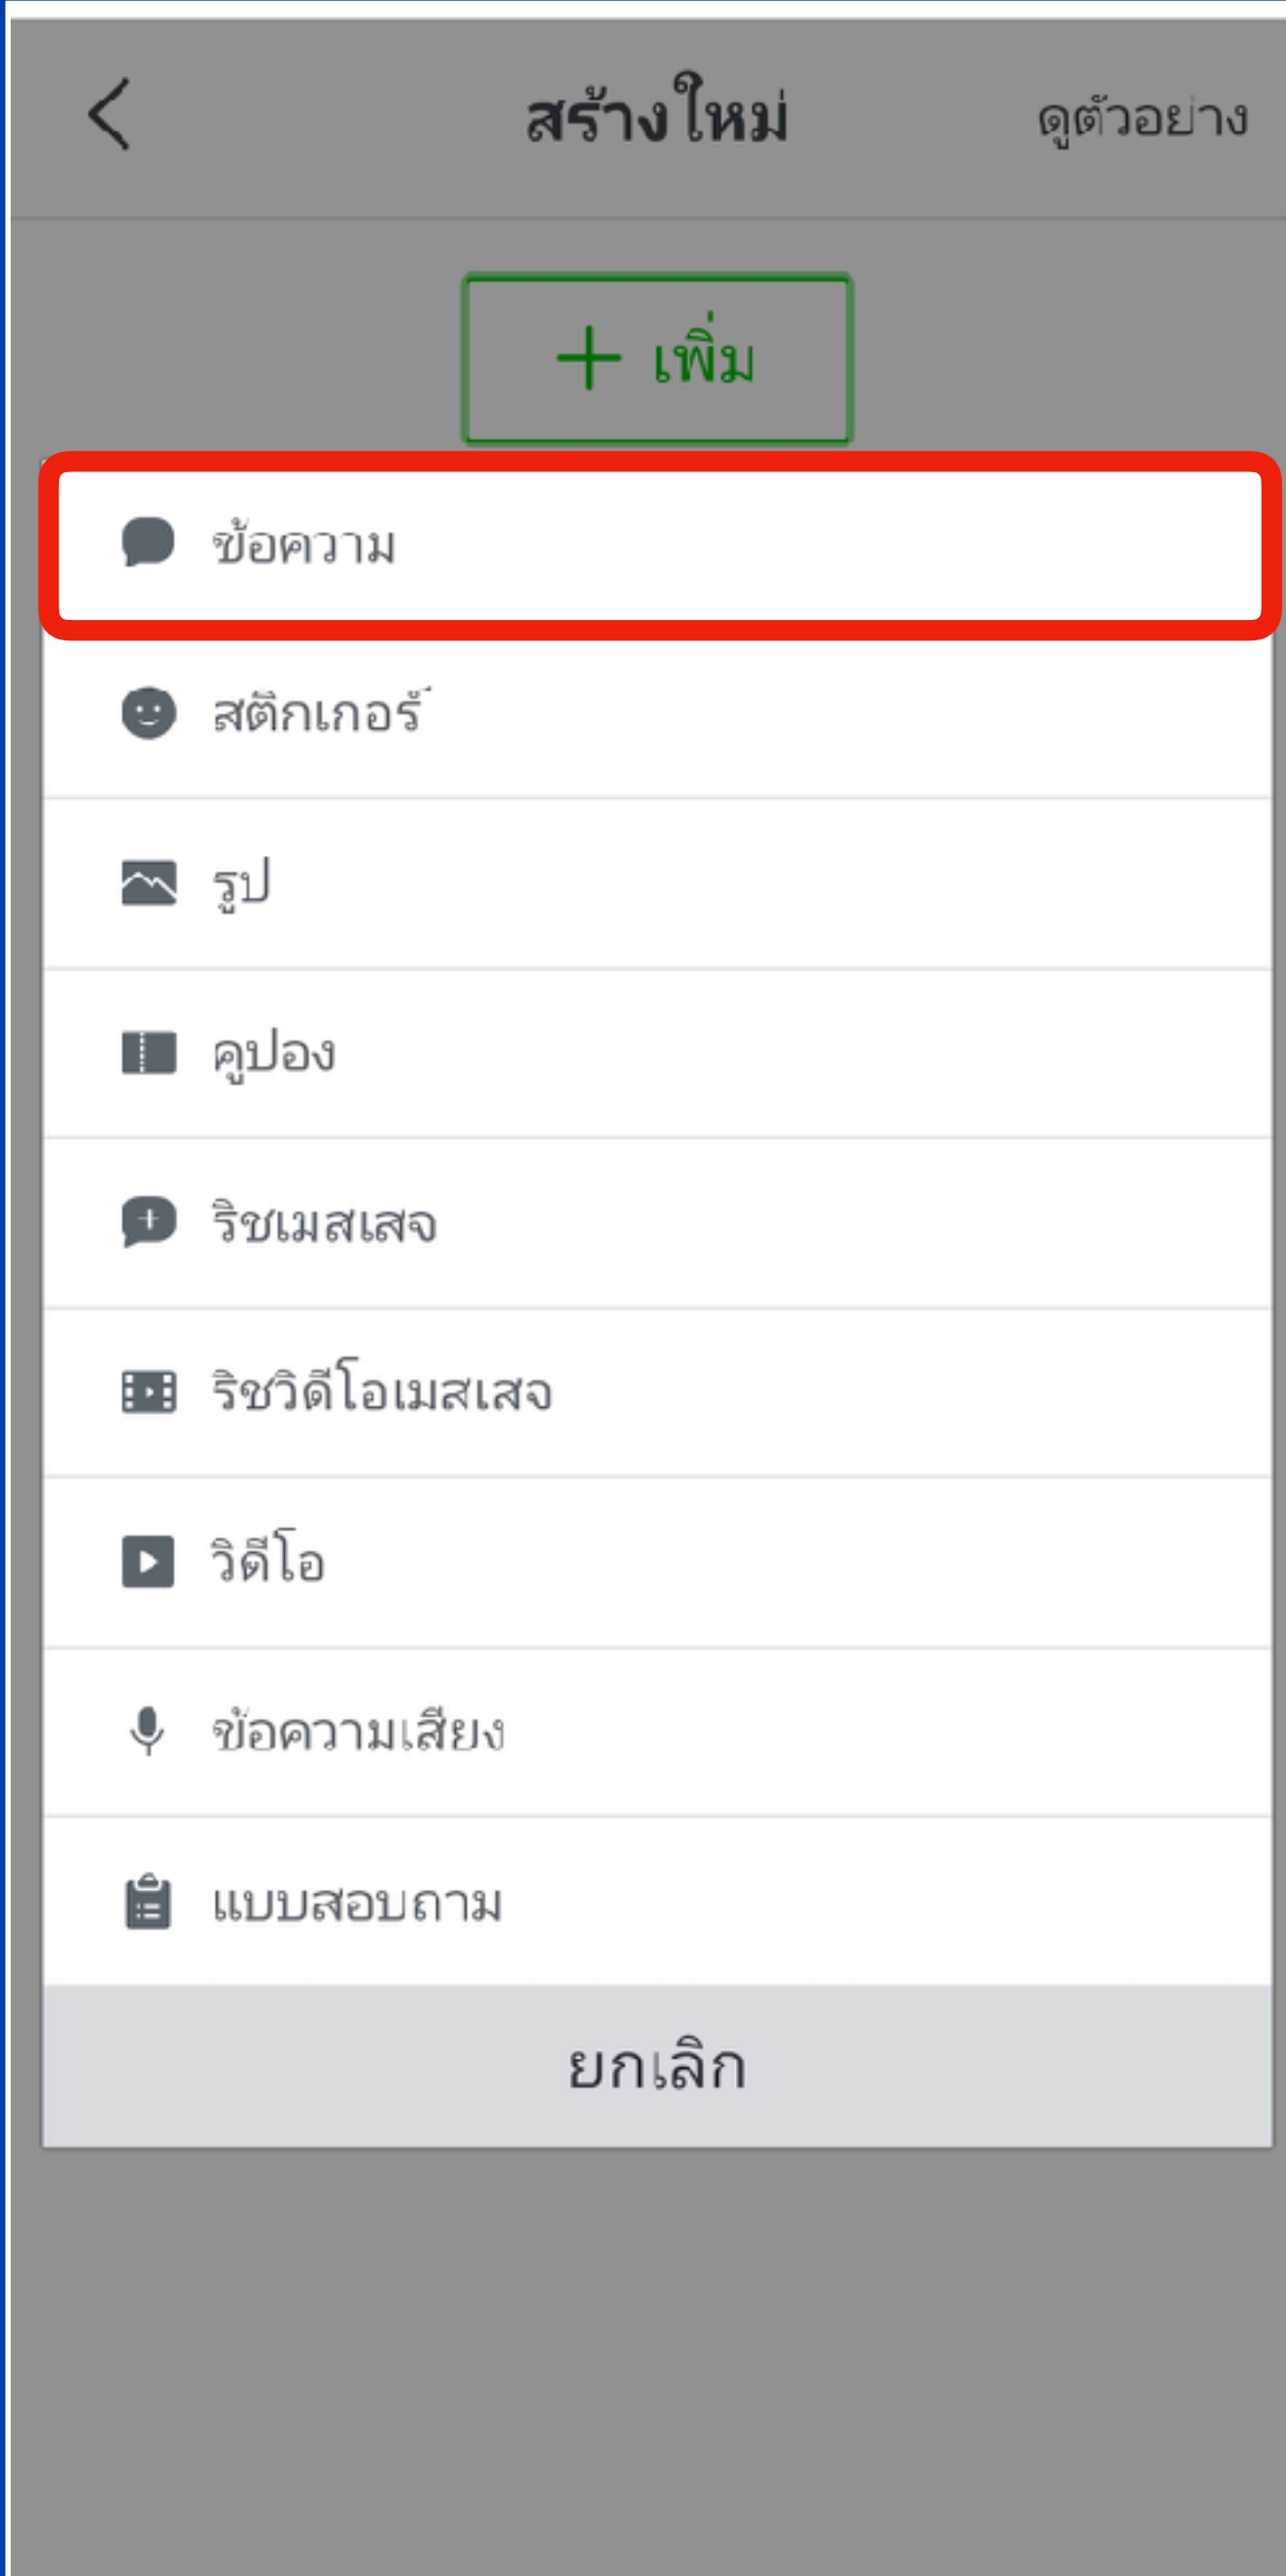 สร้างใหม่ ดูตัวอย่าง
+ เพิ่ม
ข้อความ
สติกเกอร์
รูป
คูปอง
ริชเมสเสจ
ริชวิดีโอเมสเสจ
วิดีโอ
ข้อความเสียง
แบบสอบถาม
ยกเลิก